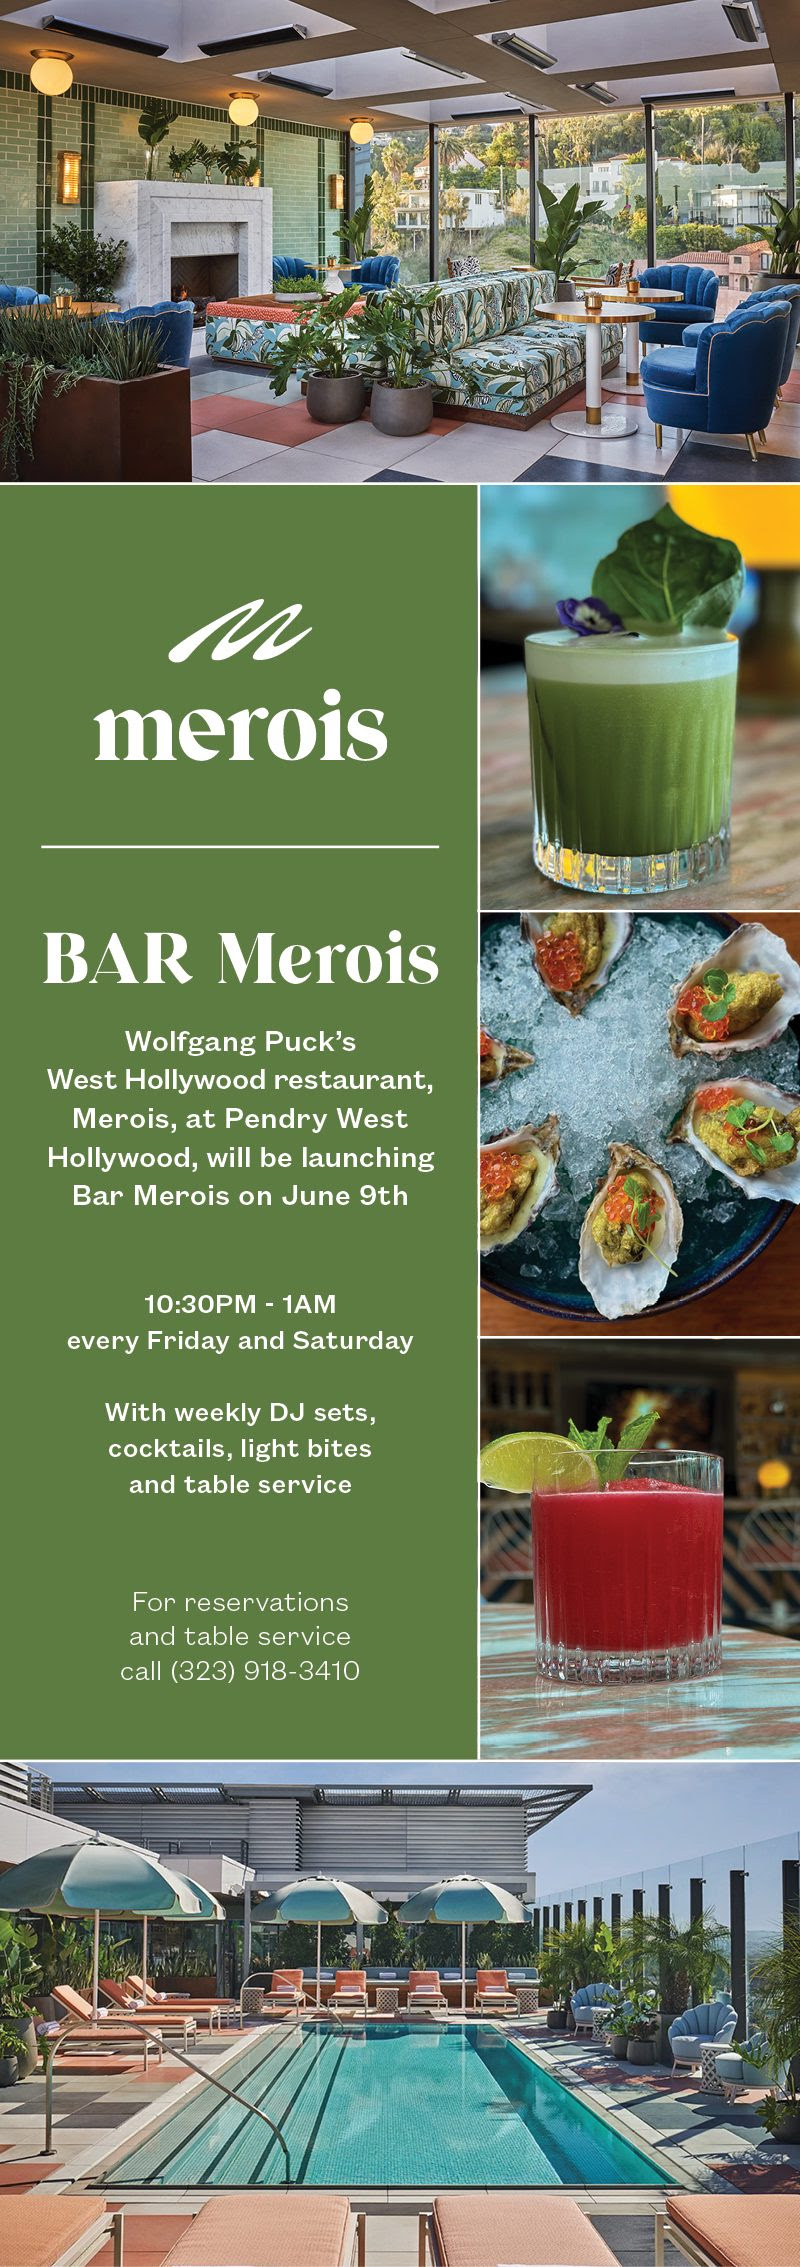 merois
BAR Merois
Wolfgang Puck's
West Hollywood restaurant,
Merois, at Pendry West
Hollywood, will be launching
Bar Merois on June 9th
10:30PM - 1AM
every Friday and Saturday
With weekly DJ sets,
cocktails, light bites
and table service
For reservations
and table service
call (323) 918-3410